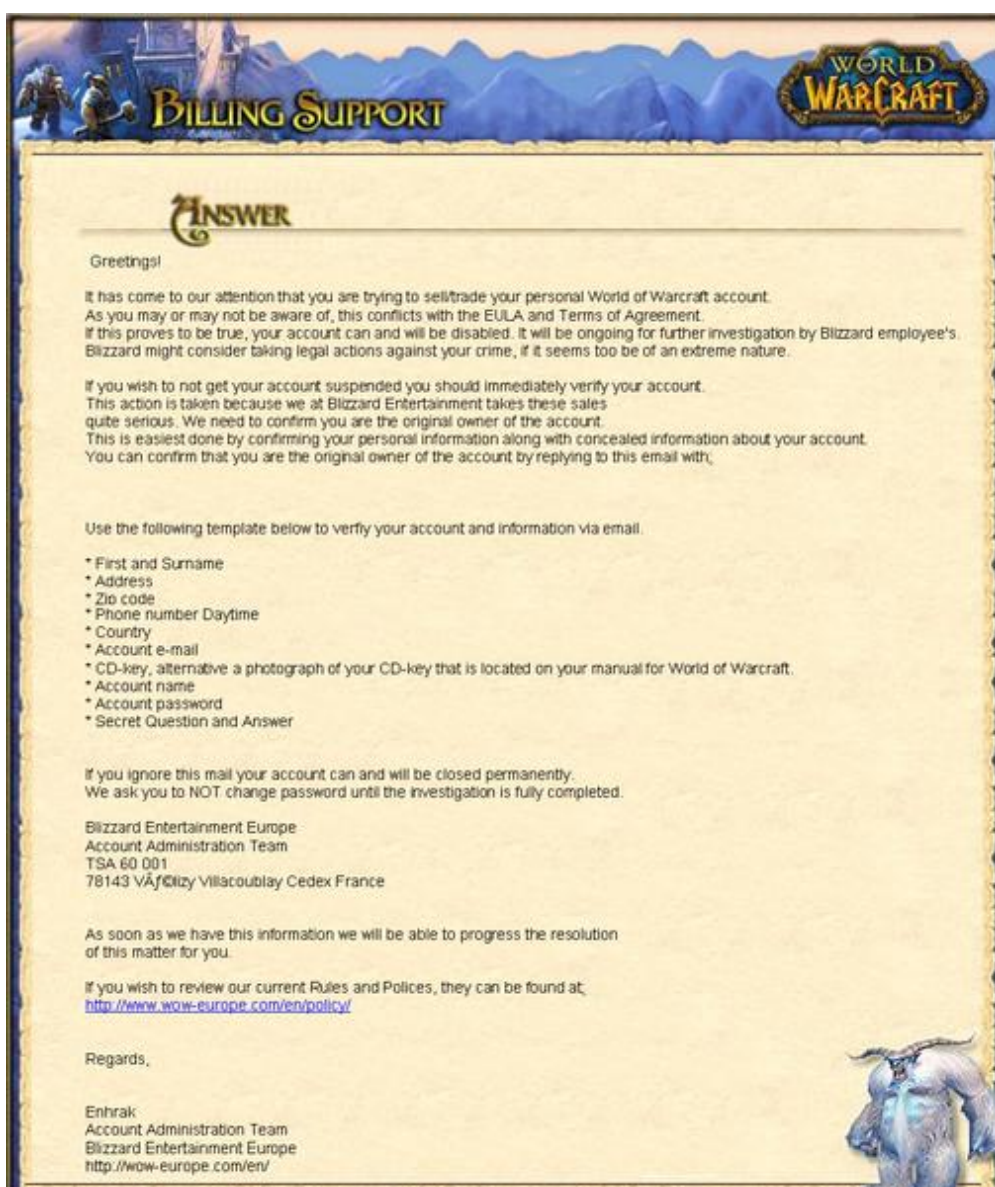 BILLING SUPPORT
WORLD
WARCRAFT
ANSWER
Greetings!
It has come to our attention that you are trying to sell/trade your personal World of Warcraft account.
As you may or may not be aware of, this conflicts with the EULA and Terms of Agreement.
If this proves to be true, your account can and will be disabled. It will be ongoing for further investigation by Blizzard employee's.
Blizzard might consider taking legal actions against your crime, if it seems too be of an extreme nature.
If you wish to not get your account suspended you should immediately verify your account.
This action is taken because we at Blizzard Entertainment takes these sales
quite serious. We need to confirm you are the original owner of the account.
This is easiest done by confirming your personal information along with concealed information about your account.
You can confirm that you are the original owner of the account by replying to this email with;
Use the following template below to verfiy your account and information via email.
* First and Surname
* Address
* Zip code
* Phone number Daytime
* Country
* Account e-mail
* CD-key, alternative a photograph of your CD-key that is located on your manual for World of Warcraft.
* Account name
* Account password
* Secret Question and Answer
If you ignore this mail your account can and will be closed permanently.
We ask you to NOT change password until the investigation is fully completed.
Blizzard Entertainment Europe
Account Administration Team
TSA 60 001
78143 VÃƒ©lizy Villacoublay Cedex France
As soon as we have this information we will be able to progress the resolution
of this matter for you.
If you wish to review our current Rules and Polices, they can be found at;
http://www.wow-europe.com/en/policy/
Regards,
Enhrak
Account Administration Team
Blizzard Entertainment Europe
http://wow-europe.com/en/